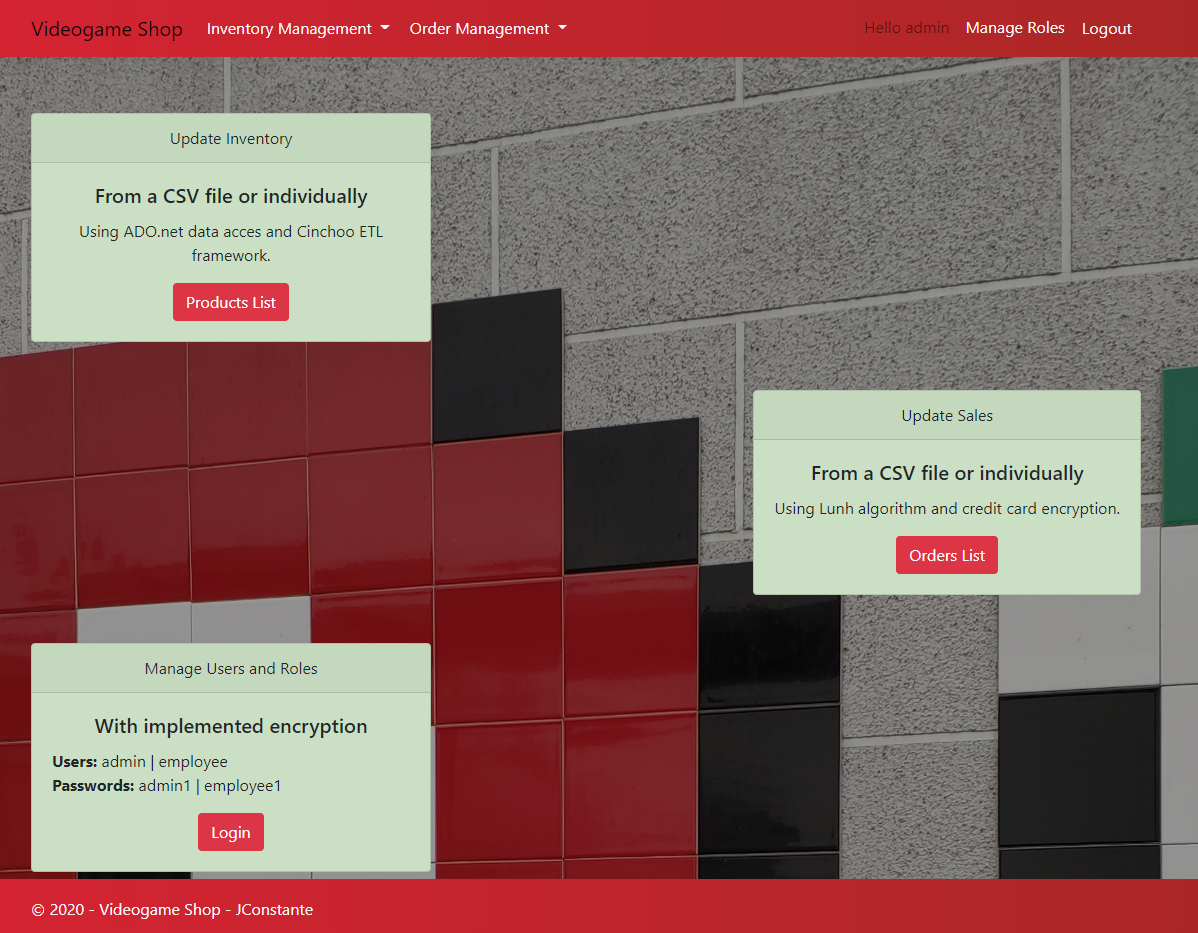 Videogame Shop Inventory Management Order Management Hello admin Manage Roles Logout
Update Inventory
From a CSV file or individually
Using ADO.net data acces and Cinchoo ETL
framework.
Products List
Update Sales
From a CSV file or individually
Using Lunh algorithm and credit card encryption.
Orders List
Manage Users and Roles
With implemented encryption
Users: admin | employee
Passwords: admin1 | employee1
Login
© 2020 - Videogame Shop - JConstante